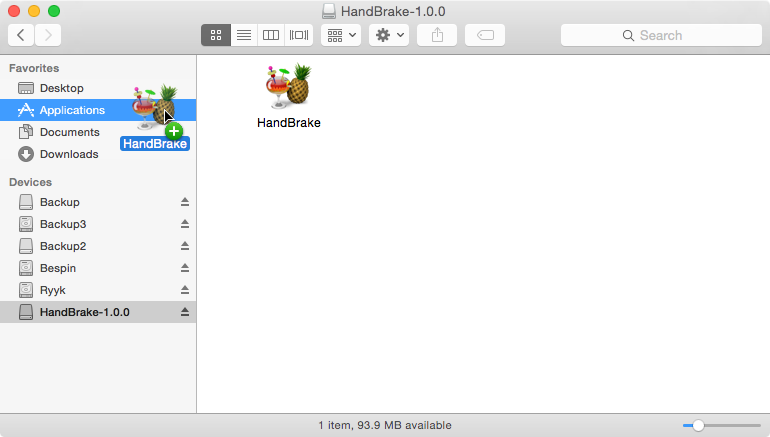 HandBrake-1.0.0
Search
Favorites
Desktop
Applications
Documents
HandBrake
Downloads
Devices
Backup
Backup3
Backup2
Bespin
Ryyk
HandBrake-1.0.0
HandBrake
1 item, 93.9 MB available